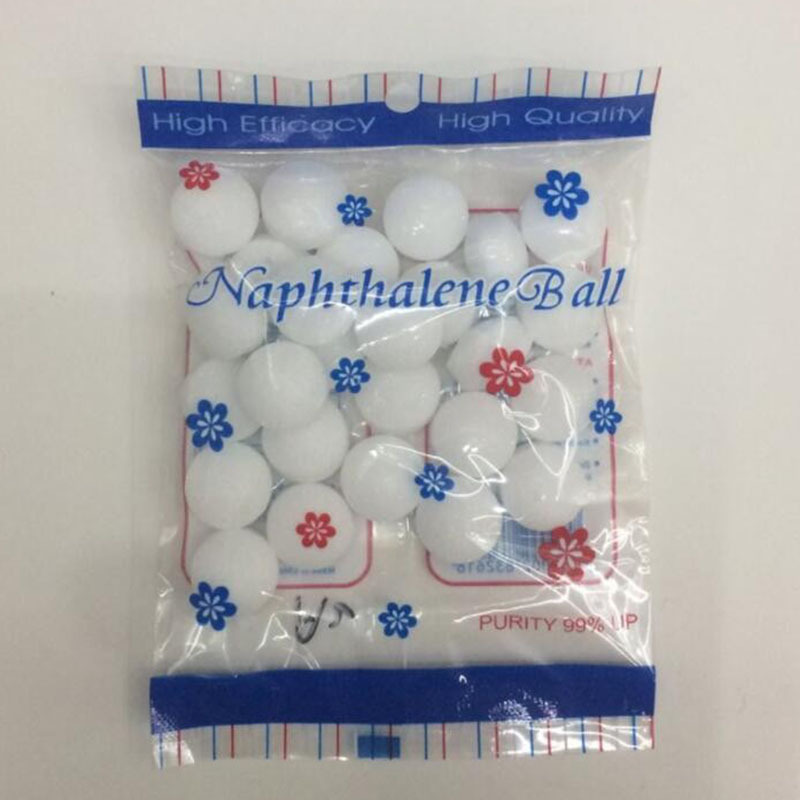 High Efficacy High Quality
Naphthalene Ball
PURITY 99% UP